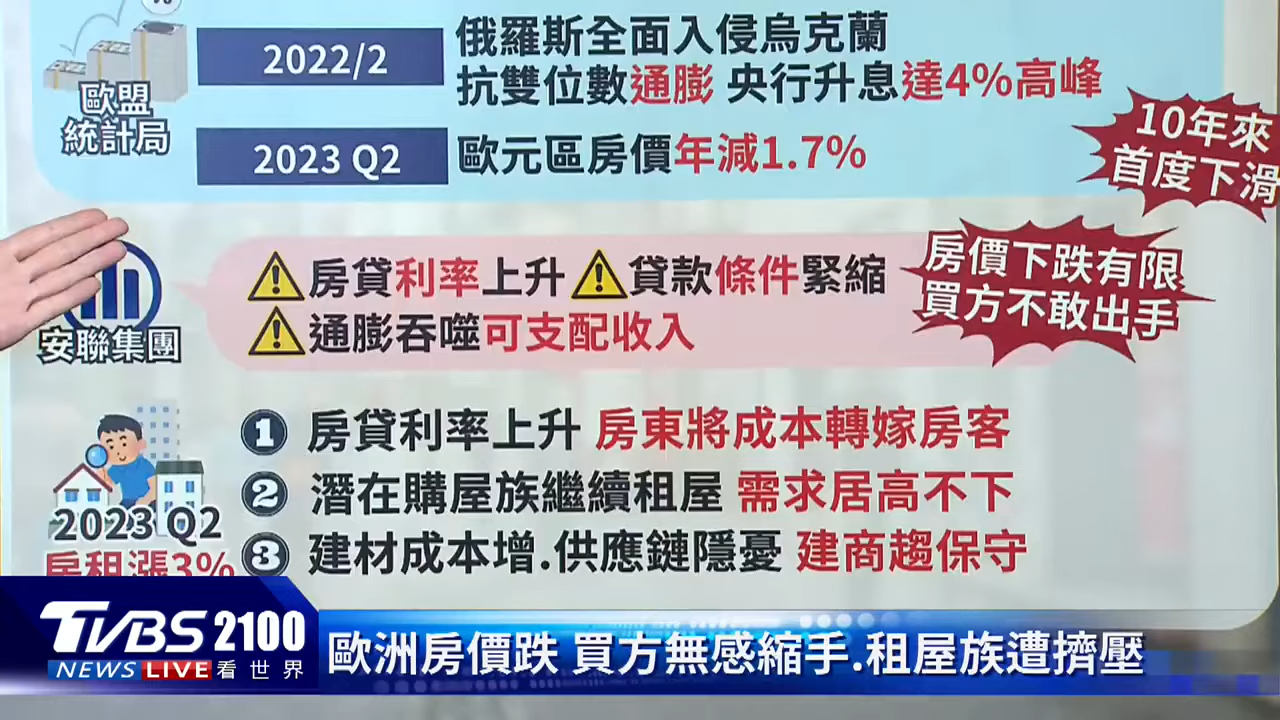 歐盟
統計局
2022/2
俄羅斯全面入侵烏克蘭
抗雙位數通膨 央行升息達4%高峰
2023 Q2
歐元區房價年減1.7%
10年來
首度下滑
安聯集團
房貸利率上升 貸款條件緊縮
通膨吞噬可支配收入
房價下跌有限
買方不敢出手
2023 Q2
房租漲3%
1 房貸利率上升 房東將成本轉嫁房客
2 潛在購屋族繼續租屋 需求居高不下
3 建材成本增.供應鏈隱憂 建商趨保守
TVBS 2100
NEWS LIVE 看世界
歐洲房價跌 買方無感縮手.租屋族遭擠壓